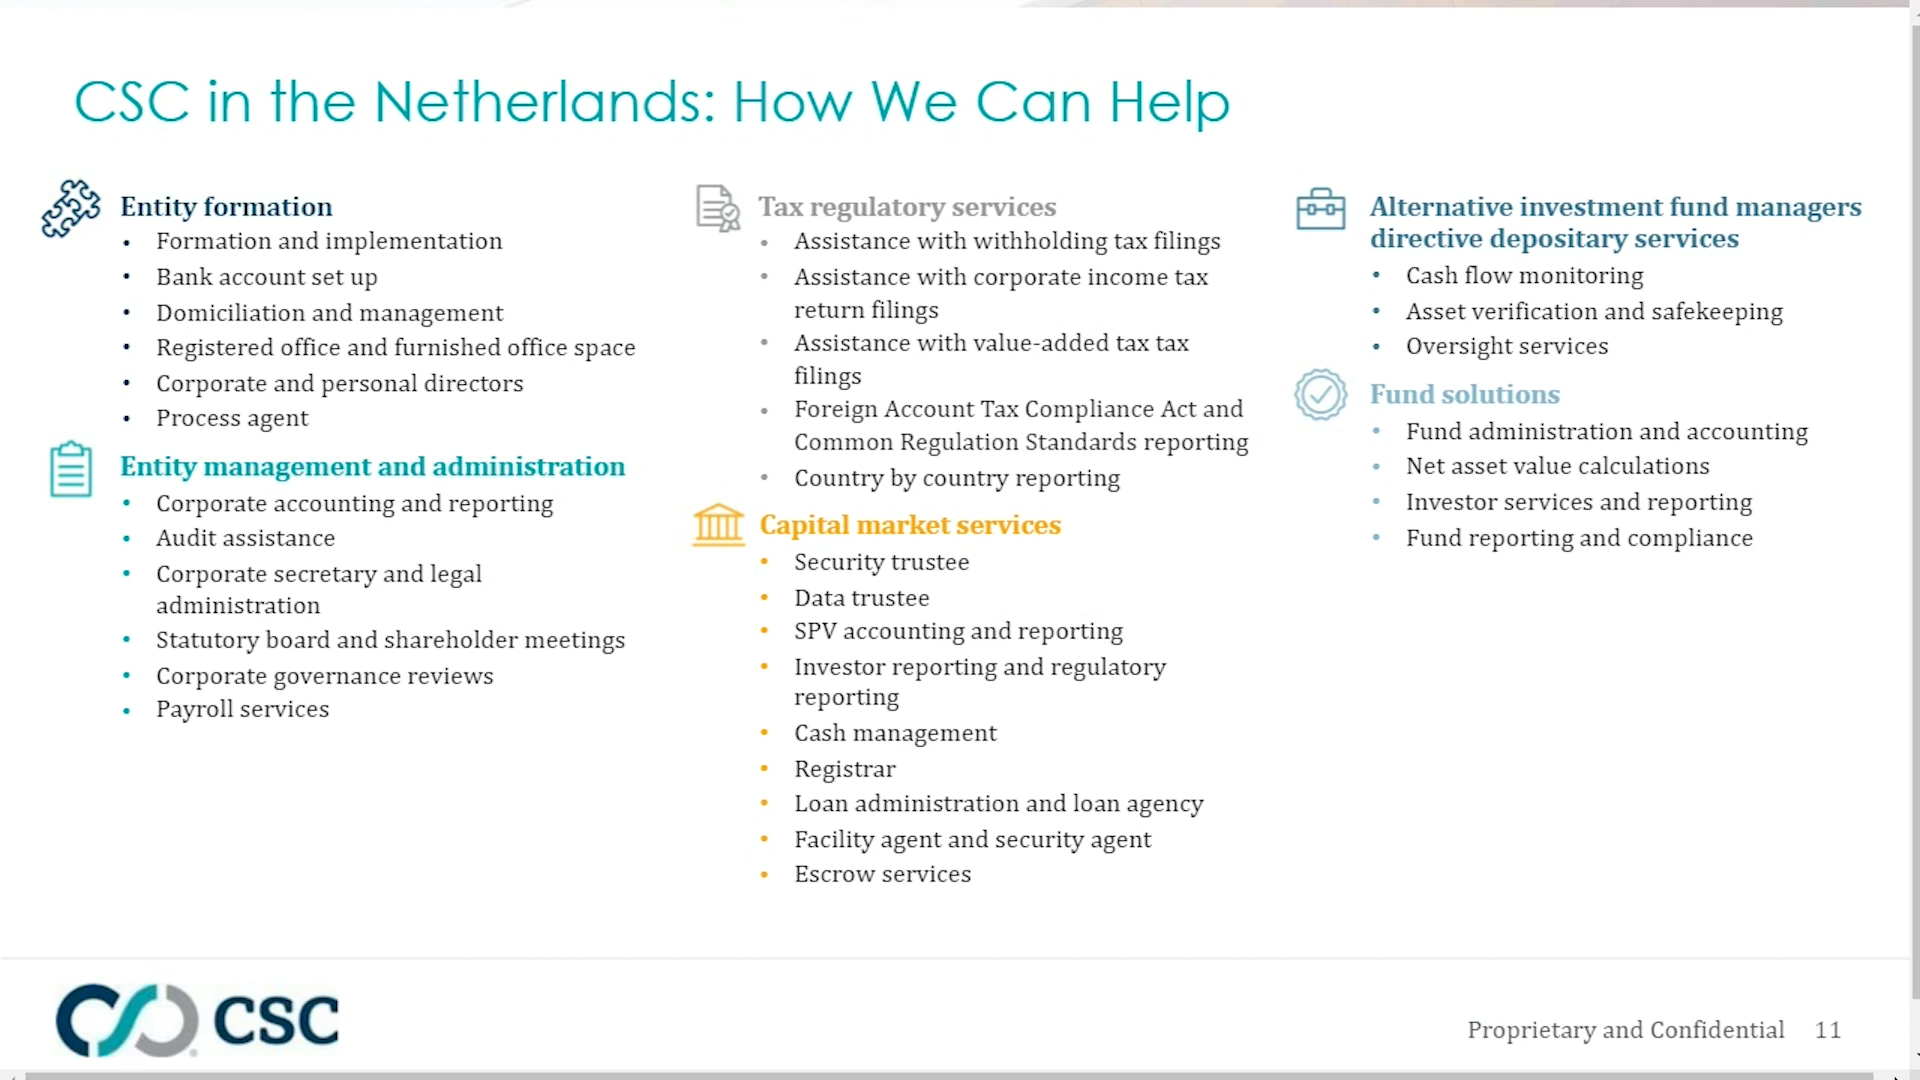 CSC in the Netherlands: How We Can Help
Entity formation
• Formation and implementation
• Bank account set up
• Domiciliation and management
• Registered office and furnished office space
• Corporate and personal directors
• Process agent
Entity management and administration
• Corporate accounting and reporting
• Audit assistance
• Corporate secretary and legal
administration
• Statutory board and shareholder meetings
• Corporate governance reviews
• Payroll services
Tax regulatory services
• Assistance with withholding tax filings
• Assistance with corporate income tax
return filings
• Assistance with value-added tax tax
filings
• Foreign Account Tax Compliance Act and
Common Regulation Standards reporting
• Country by country reporting
Capital market services
• Security trustee
• Data trustee
• SPV accounting and reporting
• Investor reporting and regulatory
reporting
• Cash management
• Registrar
• Loan administration and loan agency
• Facility agent and security agent
• Escrow services
Alternative investment fund managers
directive depositary services
• Cash flow monitoring
• Asset verification and safekeeping
• Oversight services
Fund solutions
• Fund administration and accounting
• Net asset value calculations
• Investor services and reporting
• Fund reporting and compliance
CSC
Proprietary and Confidential 11